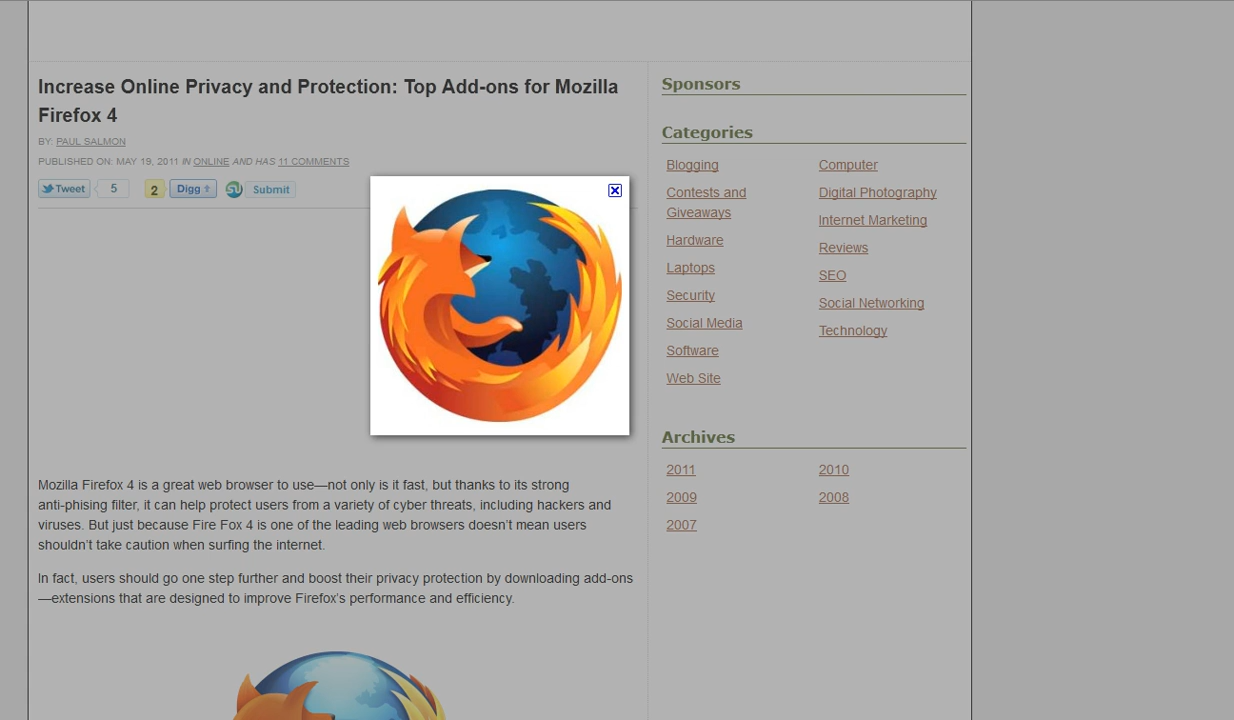 Increase Online Privacy and Protection: Top Add-ons for Mozilla
Firefox 4
BY: PAUL SALMON
PUBLISHED ON: MAY 19, 2011 IN ONLINE AND HAS 11 COMMENTS
Tweet 5 2 Digg Submit
Mozilla Firefox 4 is a great web browser to use—not only is it fast, but thanks to its strong
anti-phising filter, it can help protect users from a variety of cyber threats, including hackers and
viruses. But just because Fire Fox 4 is one of the leading web browsers doesn’t mean users
shouldn’t take caution when surfing the internet.
In fact, users should go one step further and boost their privacy protection by downloading add-ons
—extensions that are designed to improve Firefox’s performance and efficiency.
Sponsors
Categories
Blogging
Contests and
Giveaways
Hardware
Laptops
Security
Social Media
Software
Web Site
Computer
Digital Photography
Internet Marketing
Reviews
SEO
Social Networking
Technology
Archives
2011 2010
2009 2008
2007